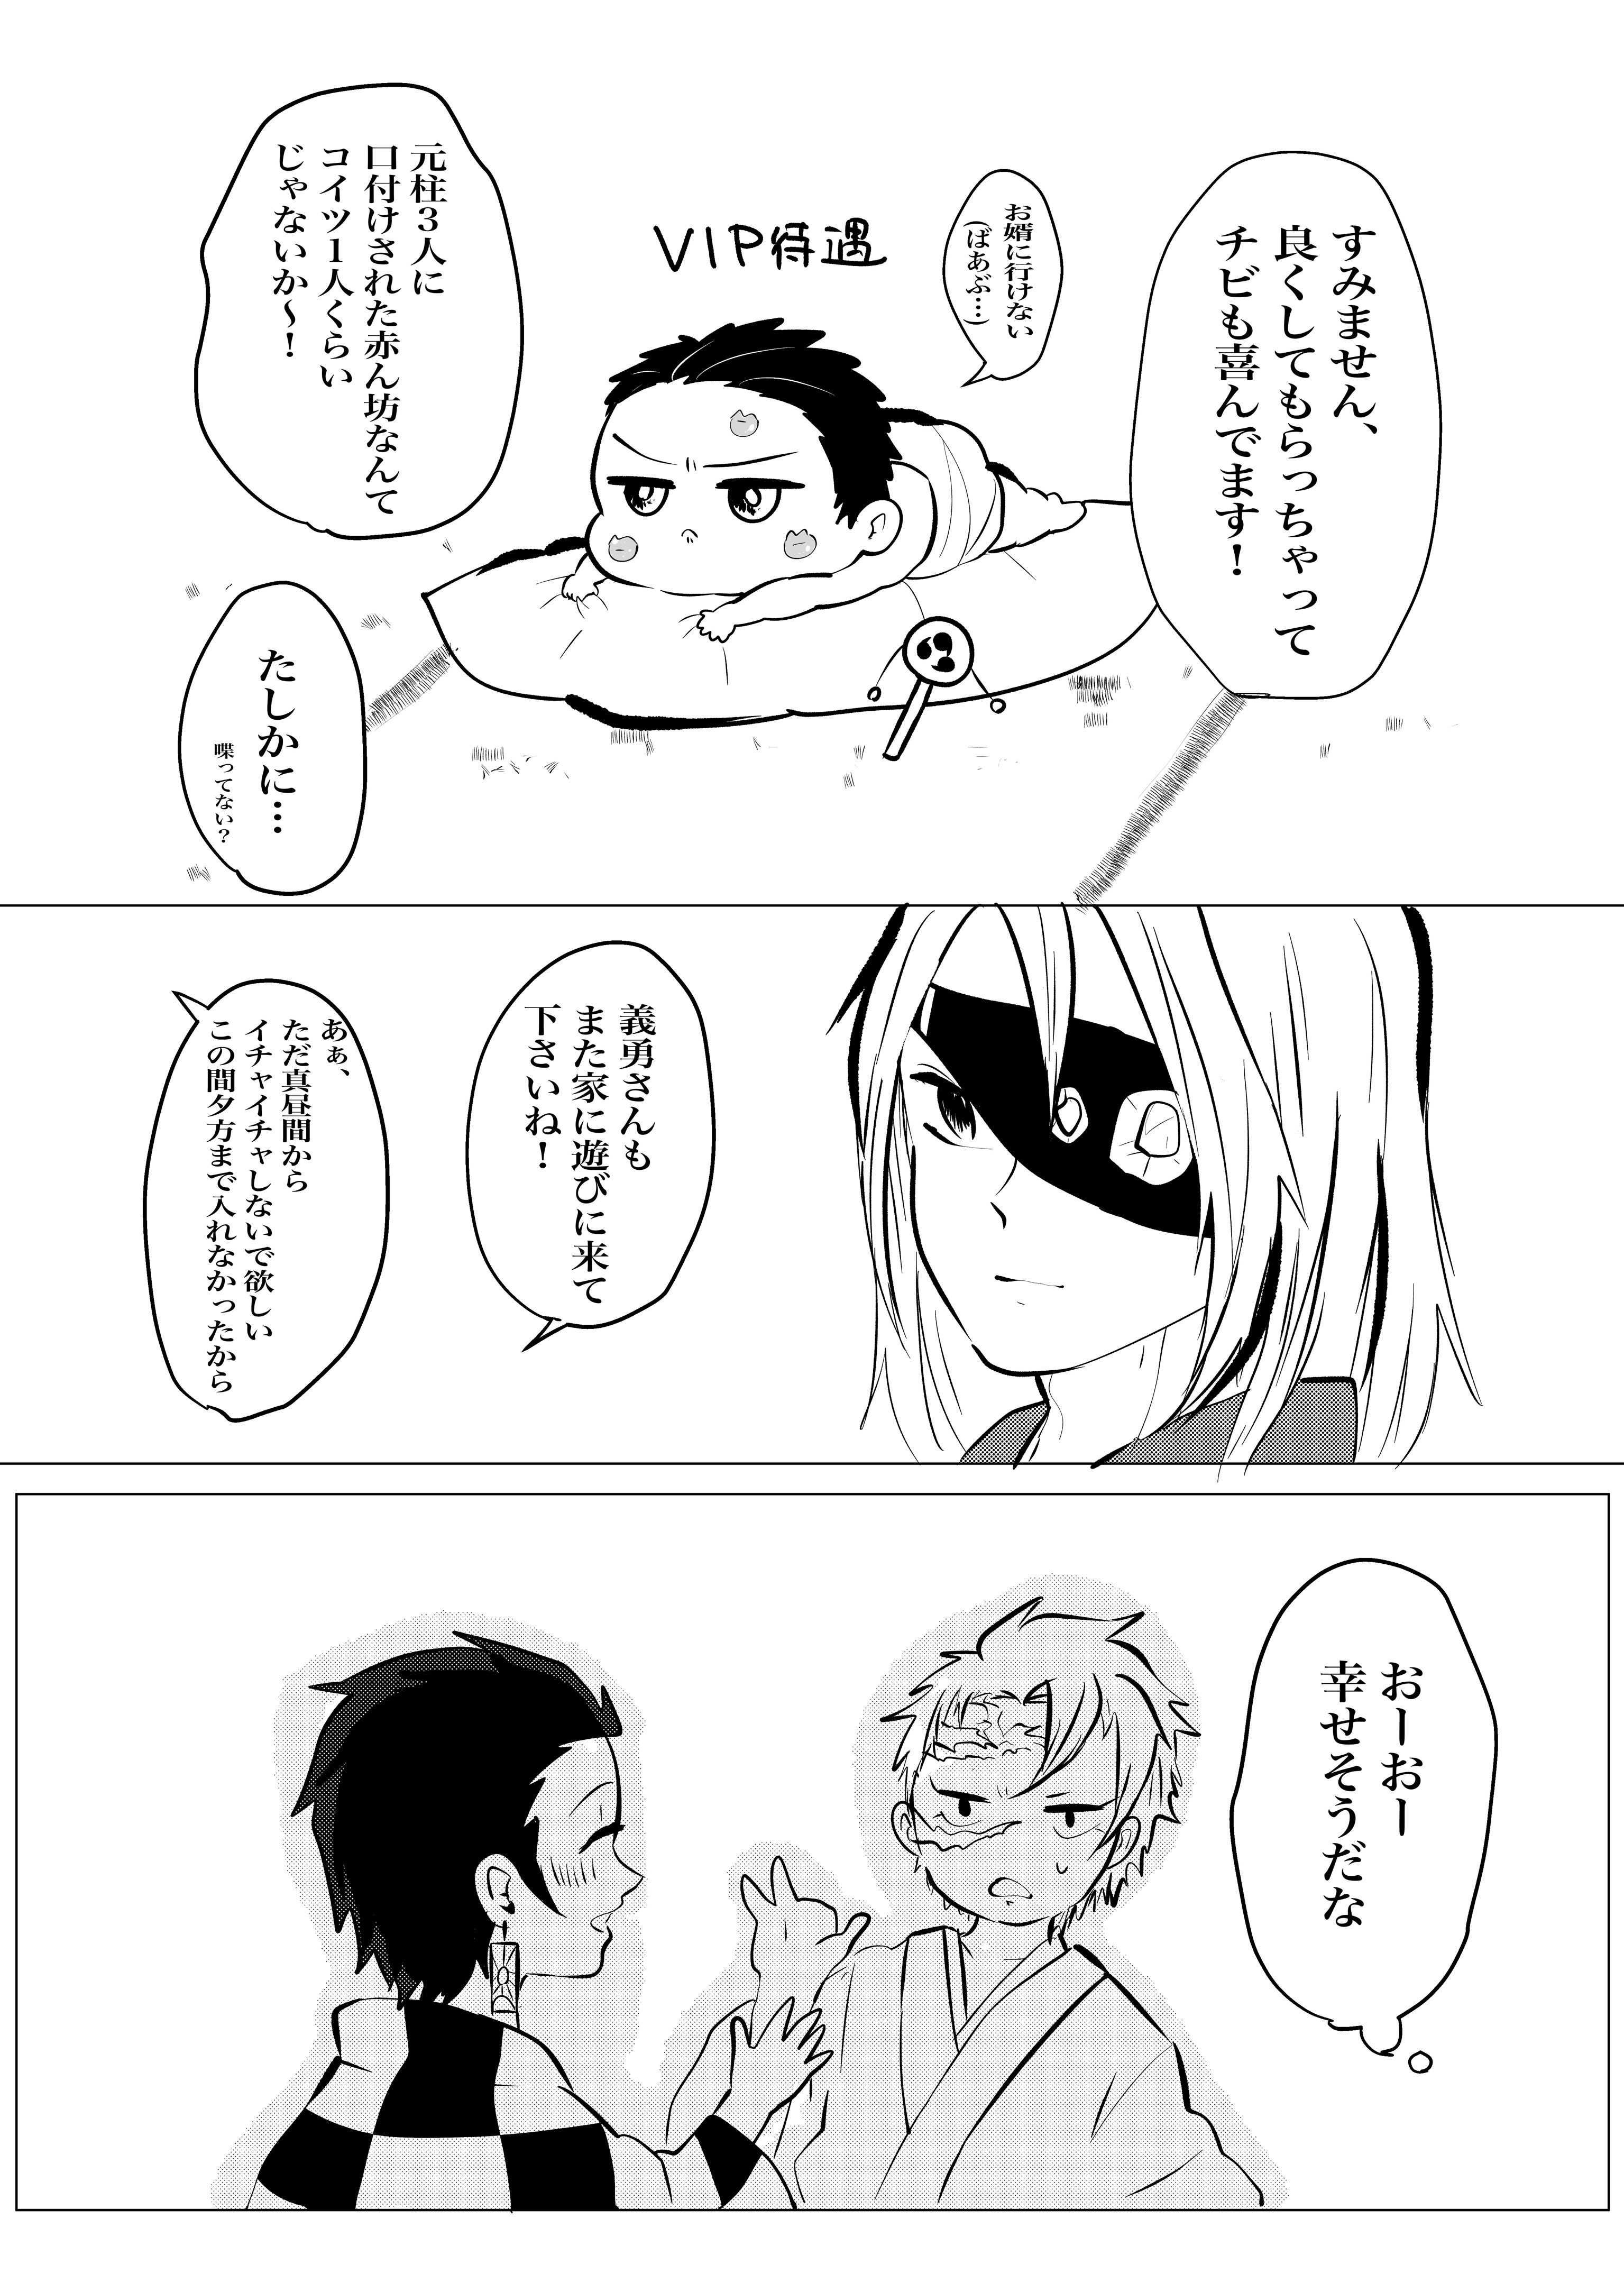 すみません、
良くしてもらっちゃって
チビも喜んでます！
お婿に行けない
(ばあぶ…)
VIP待遇
元柱3人に
口付けされた赤ん坊なんて
コイツ1人くらい
じゃないか～！
たしかに…
喋ってない？
義勇さんも
また家に遊びに来て
下さいね！
あぁ、
ただ真昼間から
イチャイチャしないで欲しい
この間夕方まで入れなかったから
おーおー
幸せそうだな